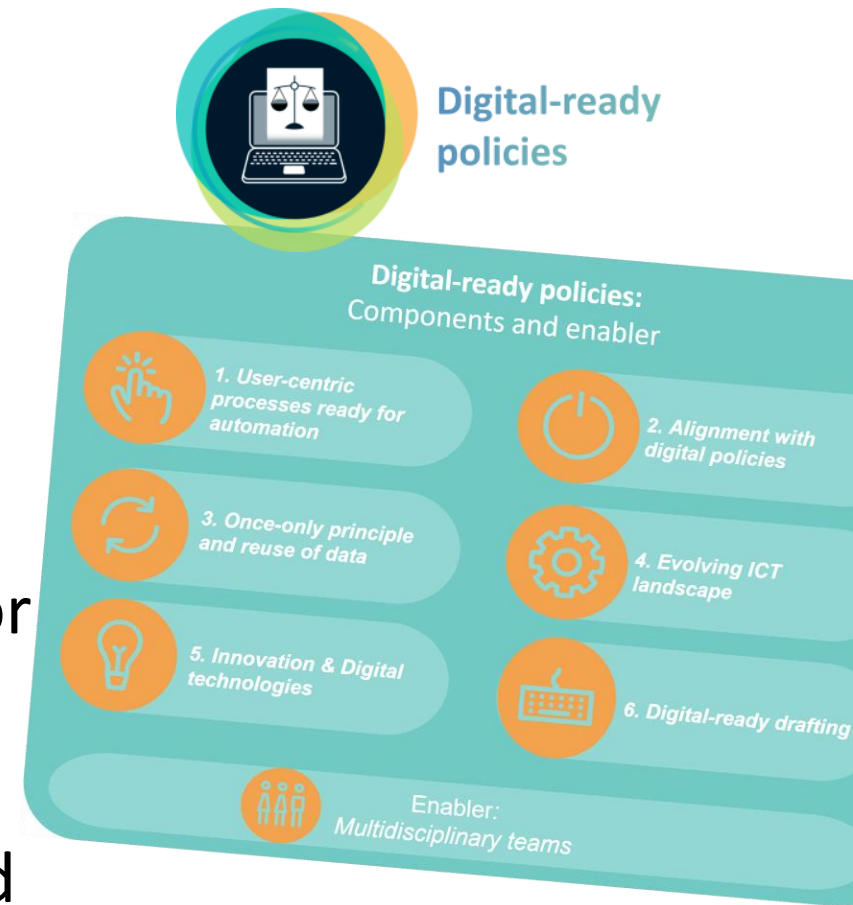 Digital-ready
policies
Digital-ready policies:
Components and enabler
1. User-centric
processes ready for
automation
2. Alignment with
digital policies
3. Once-only principle
and reuse of data
4. Evolving ICT
landscape
5. Innovation & Digital
technologies
6. Digital-ready drafting
Enabler:
Multidisciplinary teams